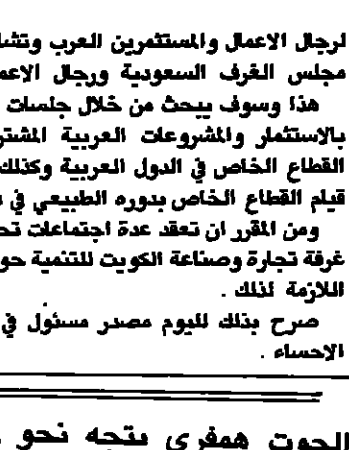 لرجال الاعمال والمستثمرين العرب وتشا
مجلس الغرف السعودية ورجال الاعم
هذا وسوف يبحث من خلال جلسات
بالاستثمار والمشروعات العربية المشتر
القطاع الخاص في الدول العربية وكذلك
قيام القطاع الخاص بدوره الطبيعي في
ومن المقرر ان تعقد عدة اجتماعات تح
غرفة تجارة وصناعة الكويت للتنمية حو
اللازمة لذلك .
صرح بذلك لليوم مصدر مسئول في
الاحساء .
الحوت همفري يتجه نحو